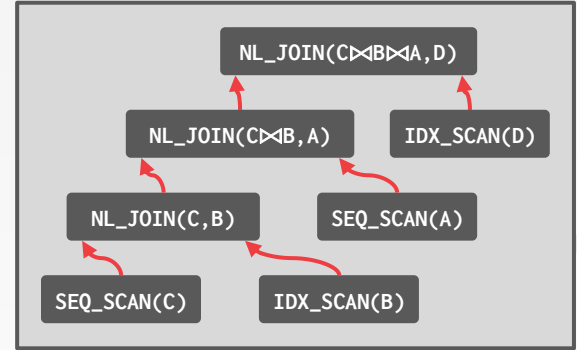 NL_JOIN(C⨝B⨝A,D)
NL_JOIN(C⨝B,A)
IDX_SCAN(D)
NL_JOIN(C,B)
SEQ_SCAN(A)
SEQ_SCAN(C)
IDX_SCAN(B)